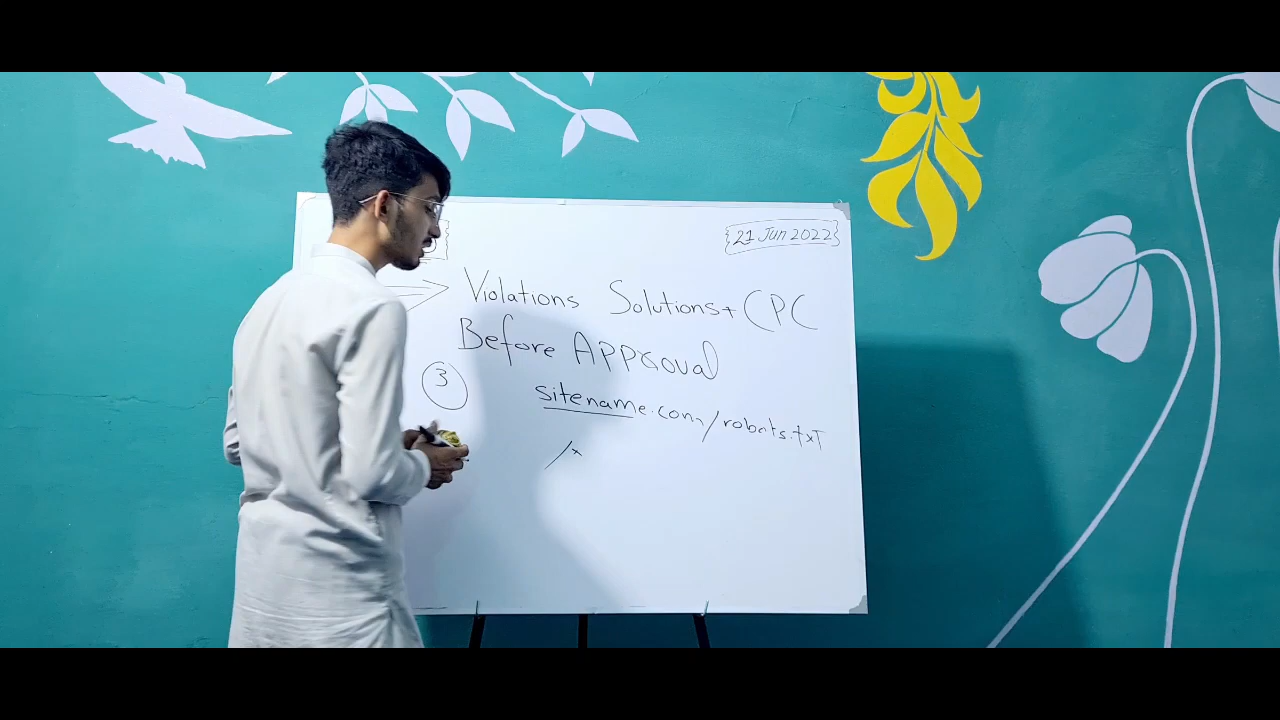 21 Jun 2022
Violations Solutions+ CPC
Before APPROVAL
3
sitename.com/robots.txt
/*